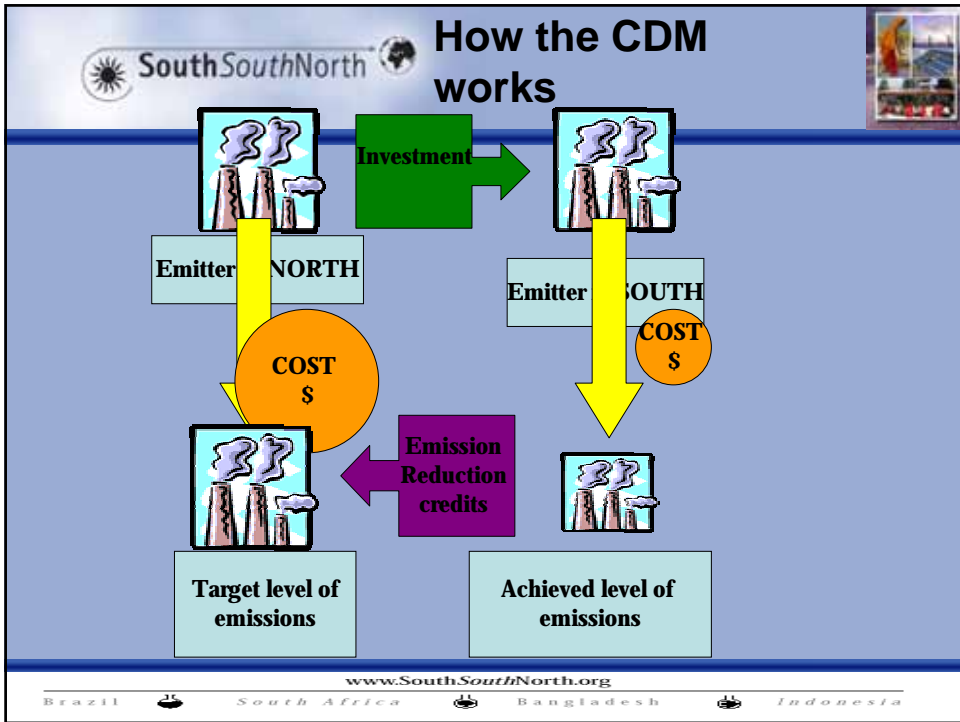 SouthSouthNorth
How the CDM
works
Investment
Emitter NORTH
Emitter SOUTH
COST
$
COST
$
Emission
Reduction
credits
Target level of
emissions
Achieved level of
emissions
www.SouthSouthNorth.org
Brazil South Africa Bangladesh Indonesia